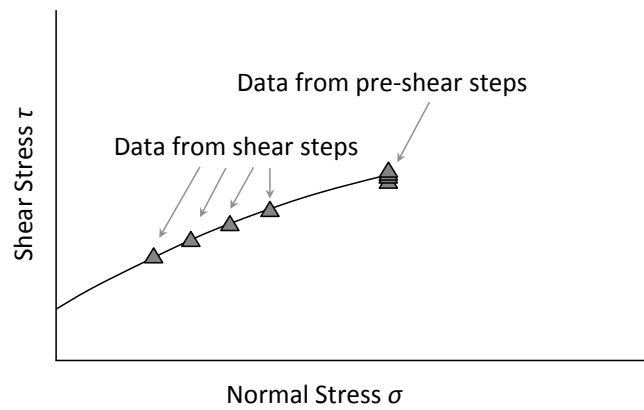 Data from pre-shear steps
Data from shear steps
Shear Stress τ
Normal Stress σ